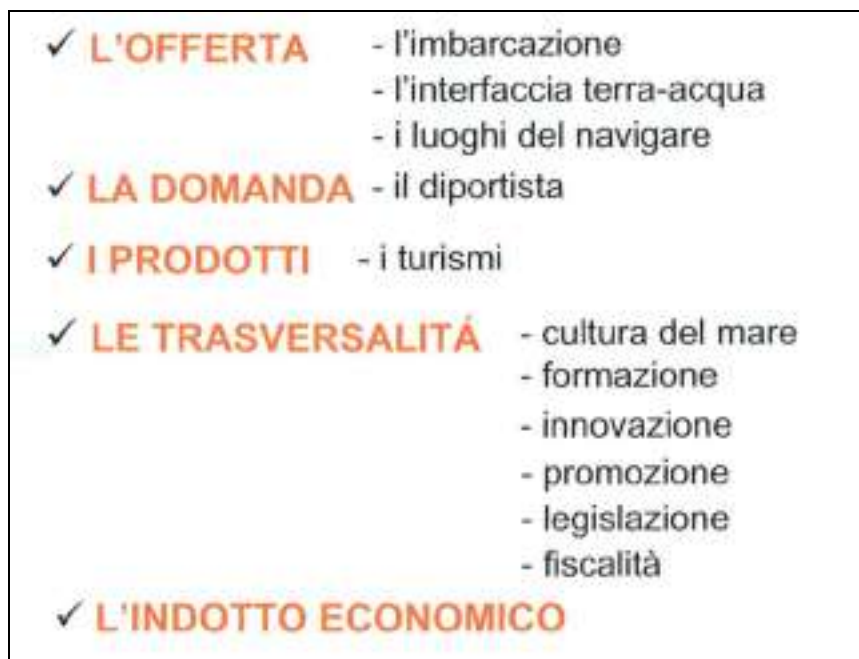 ✓ L'OFFERTA - l'imbarcazione
- l'interfaccia terra-acqua
- i luoghi del navigare
✓ LA DOMANDA - il diportista
✓ I PRODOTTI - i turismi
✓ LE TRASVERSALITÁ - cultura del mare
- formazione
- innovazione
- promozione
- legislazione
- fiscalità
✓ L'INDOTTO ECONOMICO